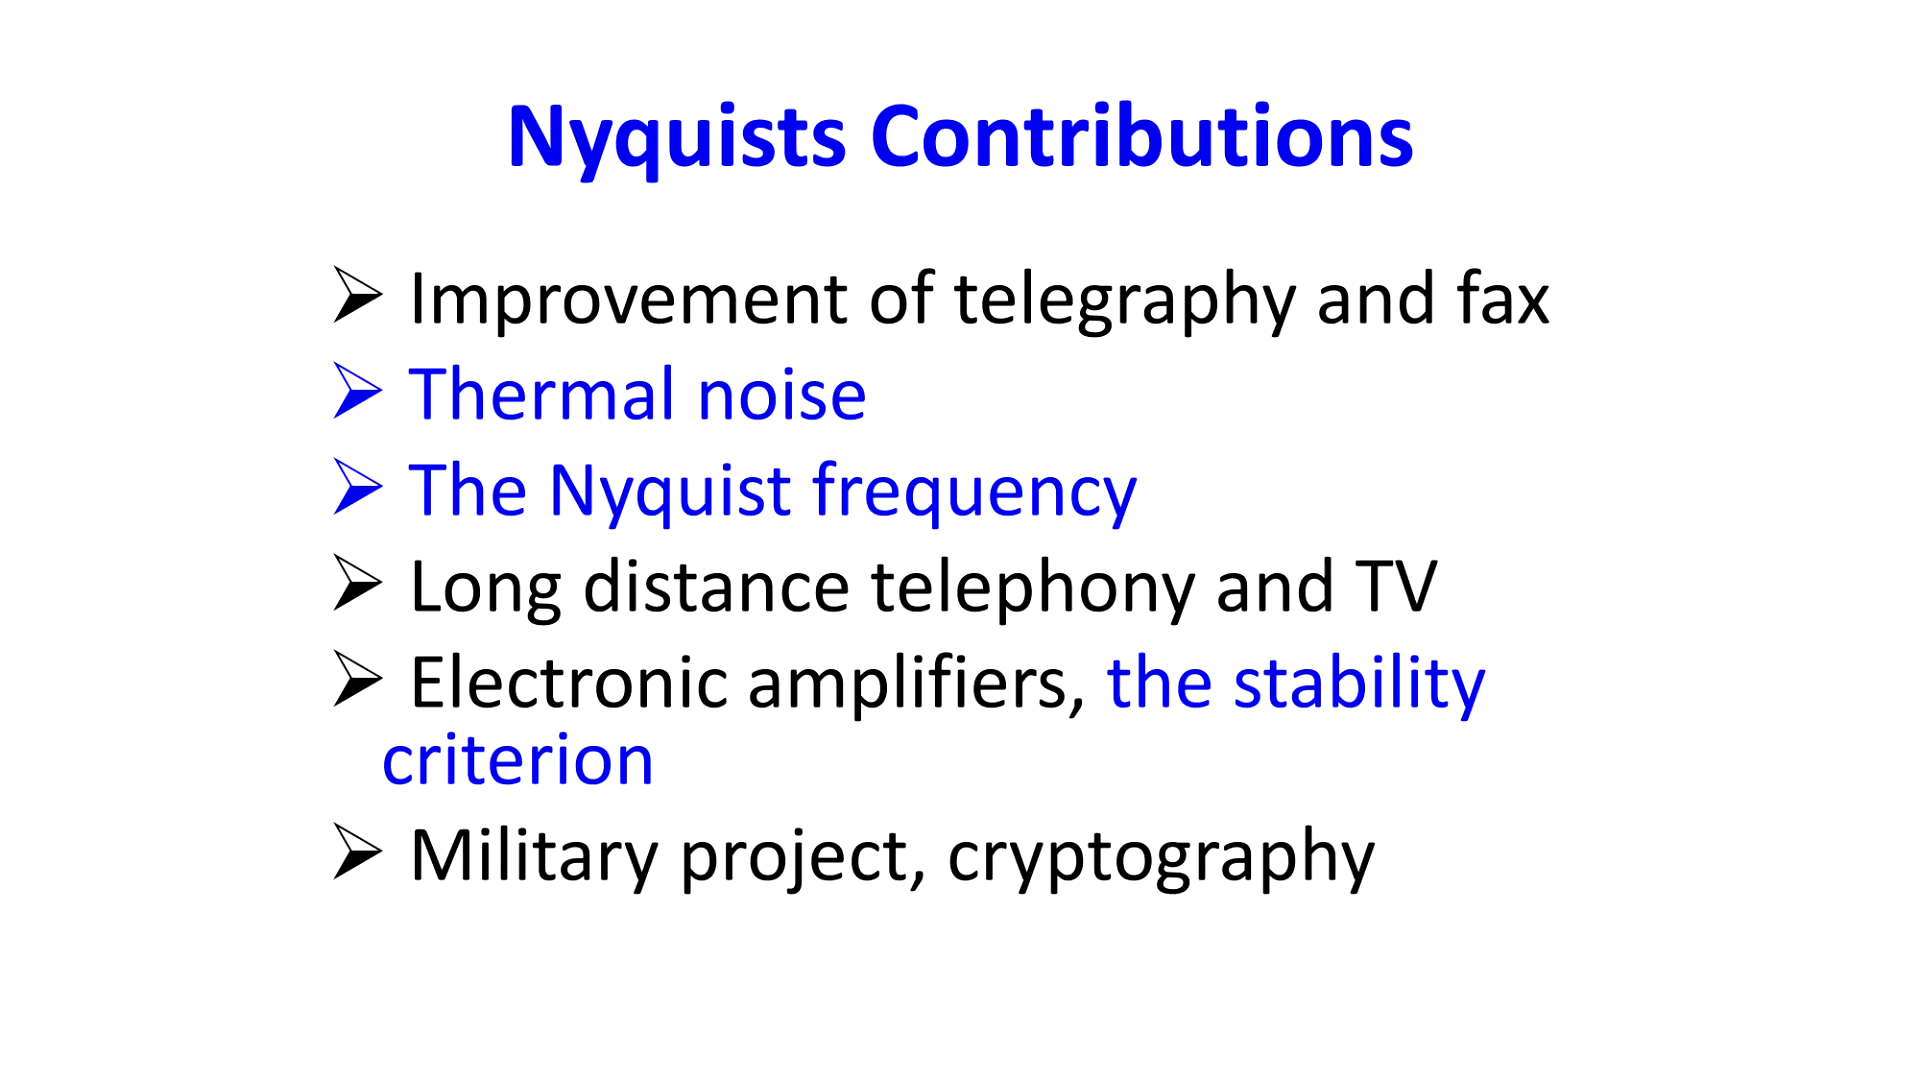 Nyquists Contributions
Improvement of telegraphy and fax
Thermal noise
The Nyquist frequency
Long distance telephony and TV
Electronic amplifiers, the stability
criterion
Military project, cryptography